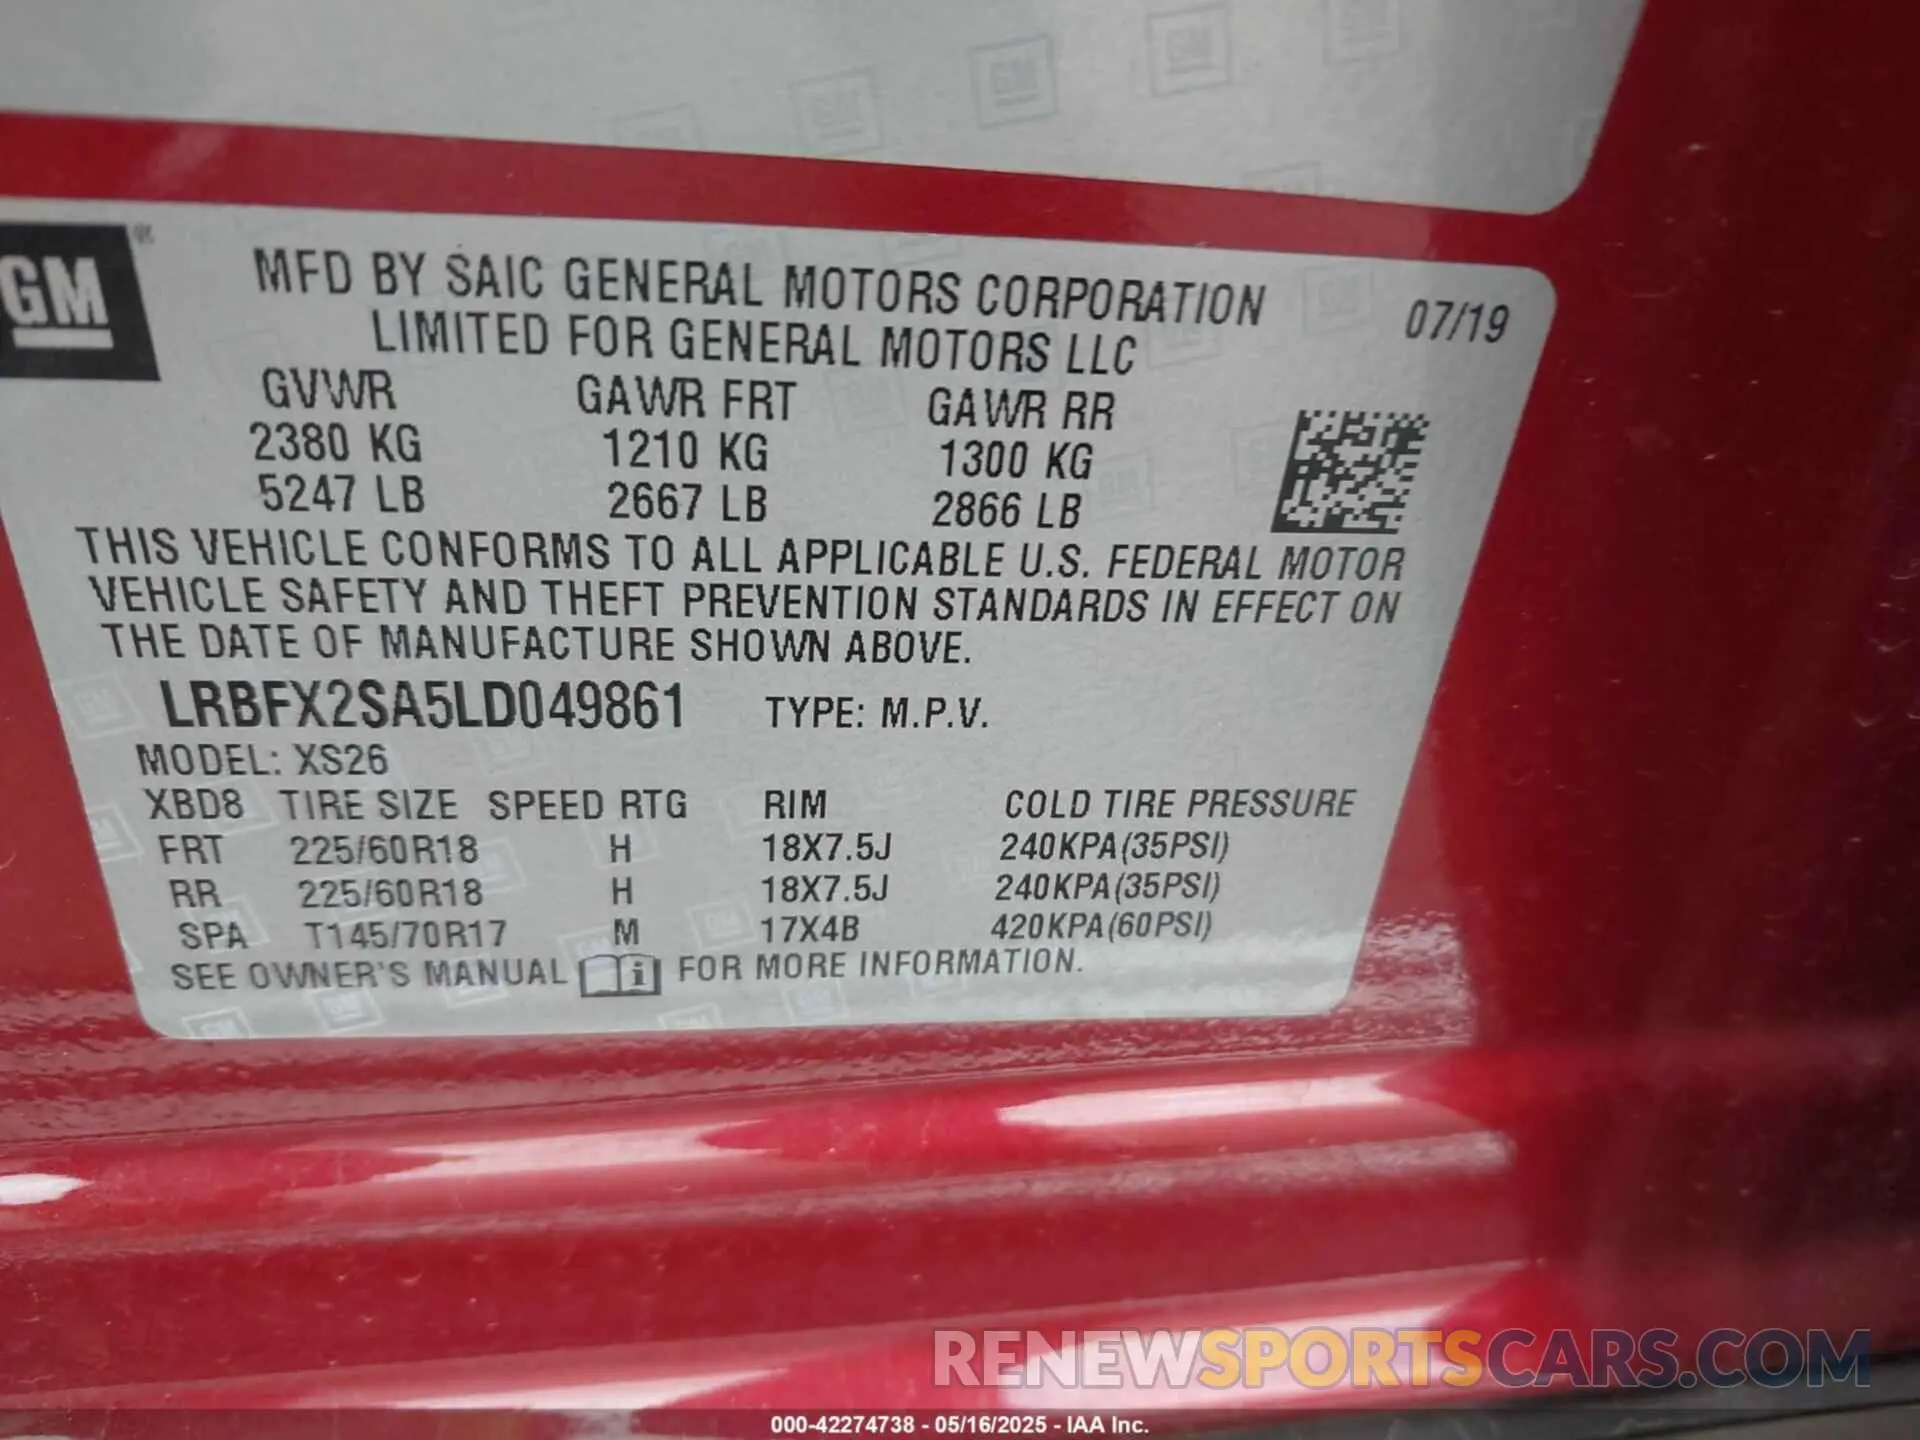 GM
MFD BY SAIC GENERAL MOTORS CORPORATION
LIMITED FOR GENERAL MOTORS LLC
07/19
GVWR GAWR FRT GAWR RR
2380 KG 1210 KG 1300 KG
5247 LB 2667 LB 2866 LB
THIS VEHICLE CONFORMS TO ALL APPLICABLE U.S. FEDERAL MOTOR
VEHICLE SAFETY AND THEFT PREVENTION STANDARDS IN EFFECT ON
THE DATE OF MANUFACTURE SHOWN ABOVE.
LRBFX2SA5LD049861 TYPE: M.P.V.
MODEL: XS26
XBD8 TIRE SIZE SPEED RTG RIM COLD TIRE PRESSURE
FRT 225/60R18 H 18X7.5J 240KPA(35PSI)
RR 225/60R18 H 18X7.5J 240KPA(35PSI)
SPA T145/70R17 M 17X4B 420KPA(60PSI)
SEE OWNER'S MANUAL i FOR MORE INFORMATION.
RENEWSPORTSCARS.COM
000-42274738 - 05/16/2025 - IAA Inc.